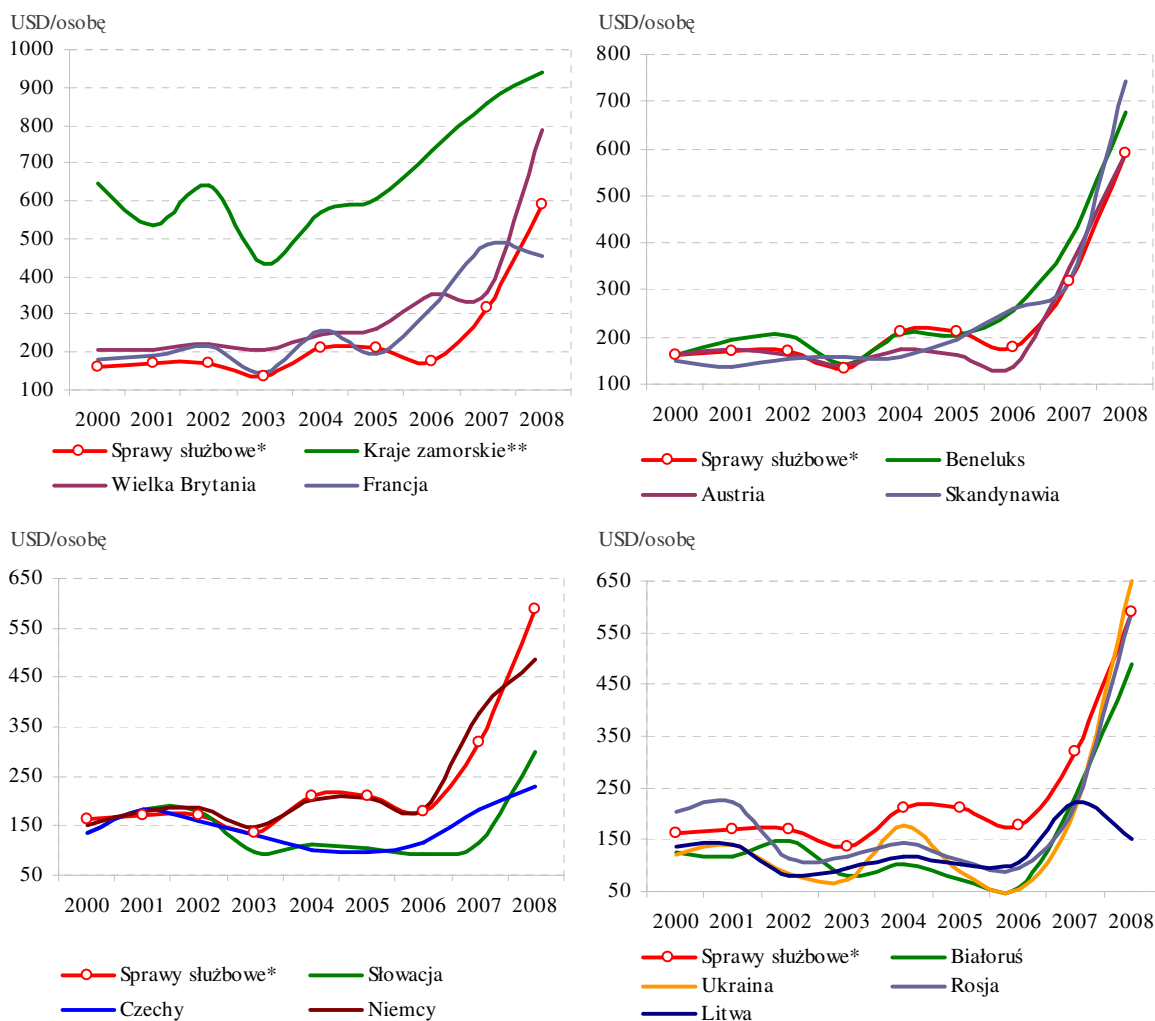 USD/osobę
1000
900
800
700
600
500
400
300
200
100
2000 2001 2002 2003 2004 2005 2006 2007 2008
Sprawy służbowe* Kraje zamorskie**
Wielka Brytania Francja
USD/osobę
800
700
600
500
400
300
200
100
2000 2001 2002 2003 2004 2005 2006 2007 2008
Sprawy służbowe* Beneluks
Austria Skandynawia
USD/osobę
650
550
450
350
250
150
50
2000 2001 2002 2003 2004 2005 2006 2007 2008
Sprawy służbowe* Słowacja
Czechy Niemcy
USD/osobę
650
550
450
350
250
150
50
2000 2001 2002 2003 2004 2005 2006 2007 2008
Sprawy służbowe* Białoruś
Ukraina Rosja
Litwa